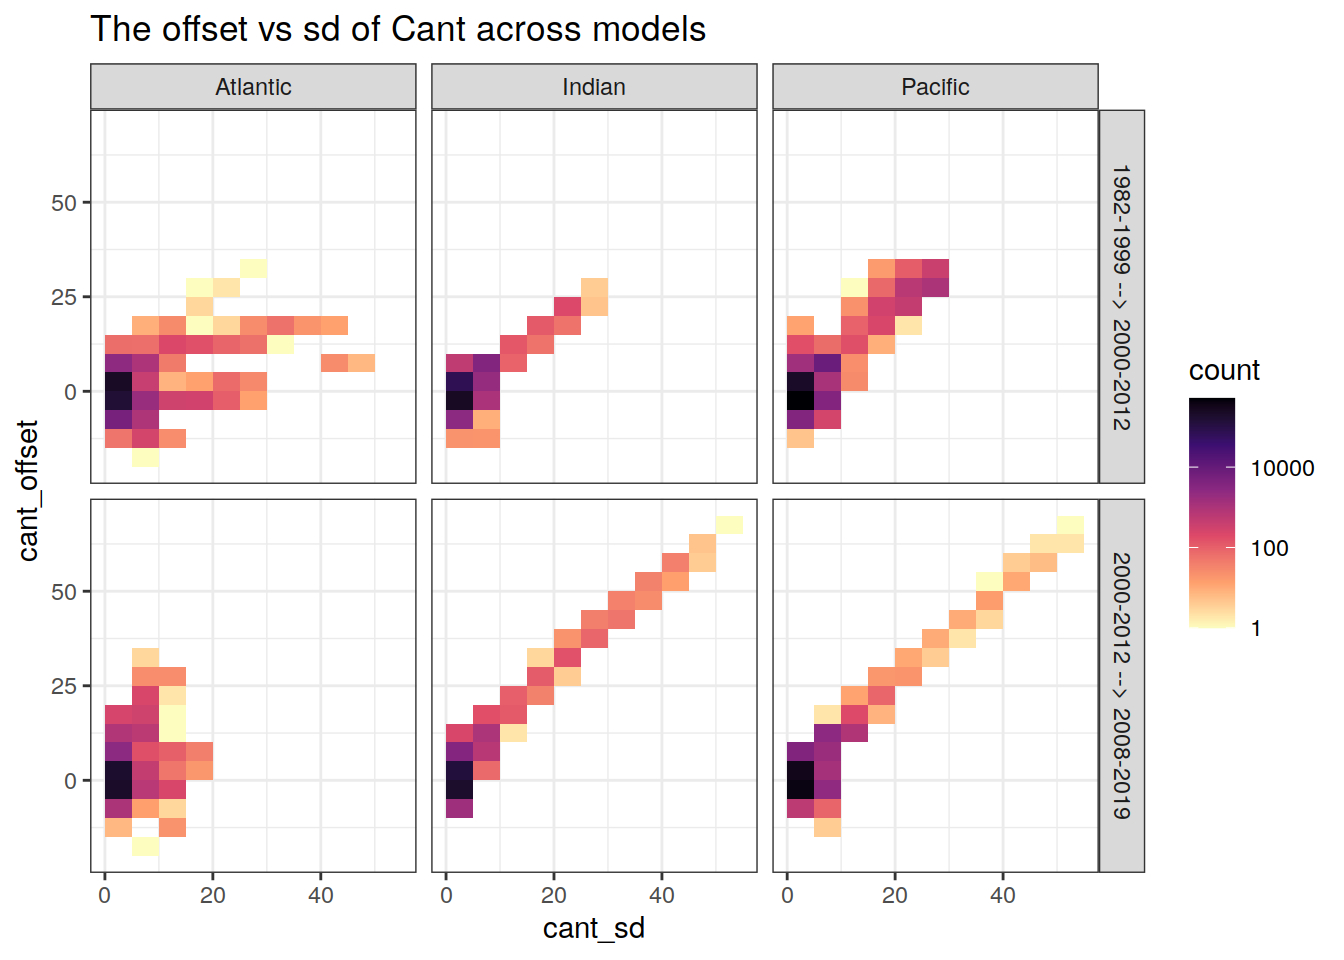 The offset vs sd of Cant across models
Atlantic
Indian
Pacific
1982-1999 --> 2000-2012
2000-2012 --> 2008-2019
cant_offset
50
25
0
50
25
0
0
20
40
0
20
40
0
20
40
cant_sd
count
10000
100
1